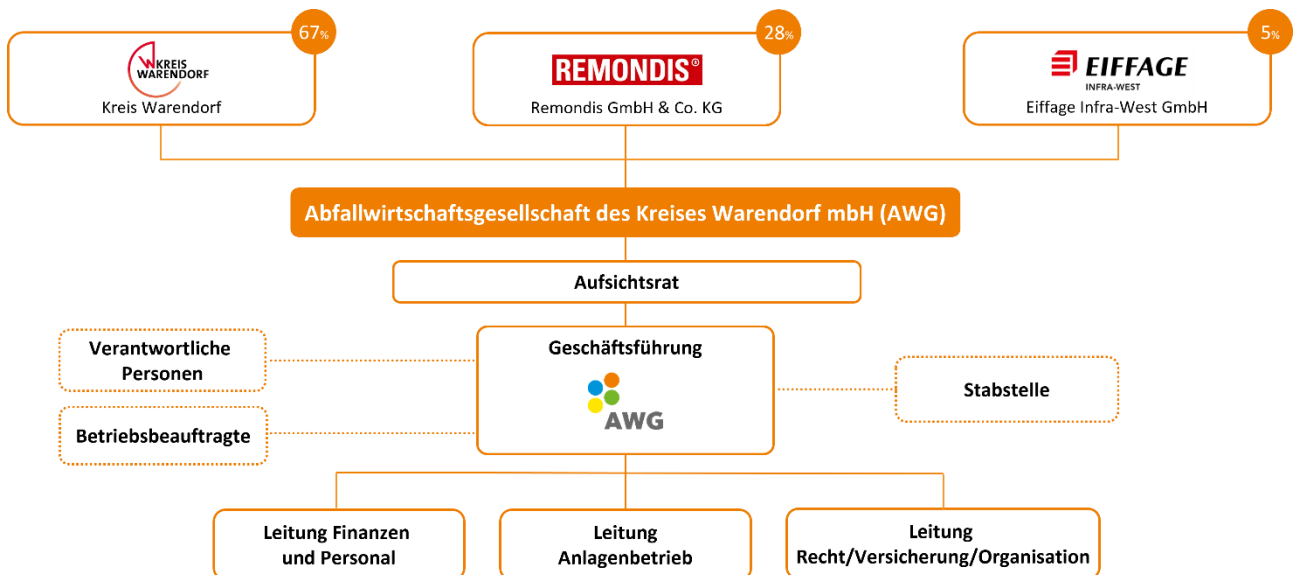 67%
28%
5%
KREIS
WARENDORF
Kreis Warendorf
REMONDIS®
Remondis GmbH & Co. KG
EIFFAGE
INFRA-WEST
Eiffage Infra-West GmbH
Abfallwirtschaftsgesellschaft des Kreises Warendorf mbH (AWG)
Aufsichtsrat
Verantwortliche
Personen
Betriebsbeauftragte
Geschäftsführung
AWG
Stabstelle
Leitung Finanzen
und Personal
Leitung
Anlagenbetrieb
Leitung
Recht/Versicherung/Organisation